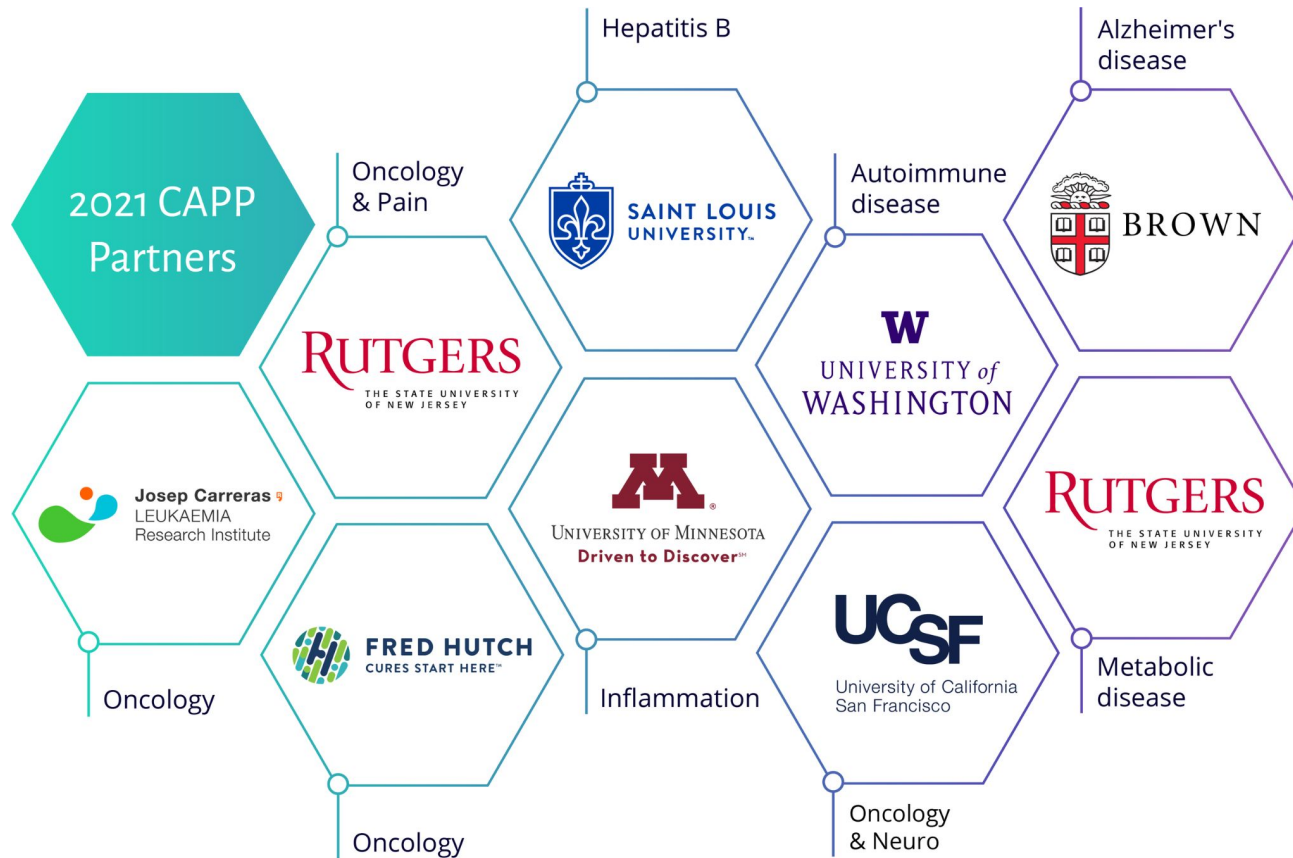 2021 CAPP
Partners
Oncology
& Pain
RUTGERS
THE STATE UNIVERSITY
OF NEW JERSEY
Hepatitis B
SAINT LOUIS
UNIVERSITY™
Autoimmune
disease
W
UNIVERSITY of
WASHINGTON
Alzheimer's
disease
BROWN
Josep Carreras
LEUKAEMIA
Research Institute
Oncology
FRED HUTCH
CURES START HERE™
Oncology
M®
UNIVERSITY OF MINNESOTA
Driven to Discover℠
Inflammation
UCSF
University of California
San Francisco
Oncology
& Neuro
RUTGERS
THE STATE UNIVERSITY
OF NEW JERSEY
Metabolic
disease